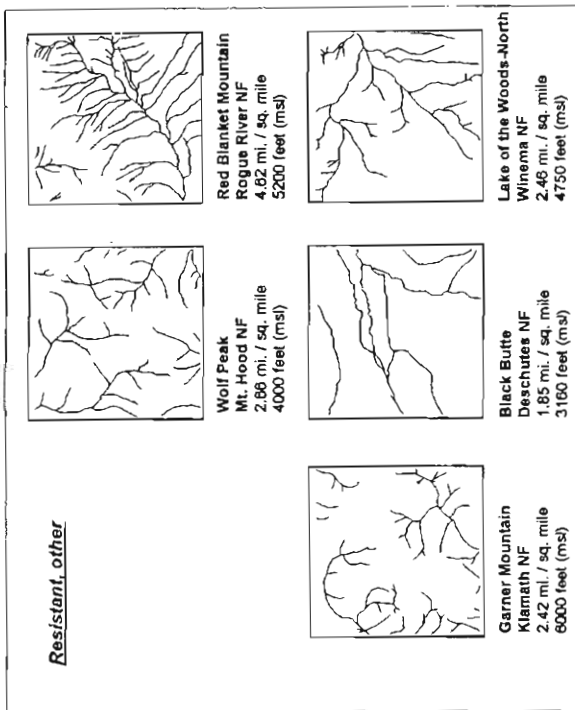 Resistant, other
Wolf Peak
Mt. Hood NF
2.66 mi. / sq. mile
4000 feet (msl)
Red Blanket Mountain
Rogue River NF
4.62 mi. / sq. mile
5200 feet (msl)
Garner Mountain
Klamath NF
2.42 mi. / sq. mile
6000 feet (msl)
Black Butte
Deschutes NF
1.85 mi. / sq. mile
3160 feet (msl)
Lake of the Woods-North
Winema NF
2.46 mi. / sq. mile
4750 feet (msl)